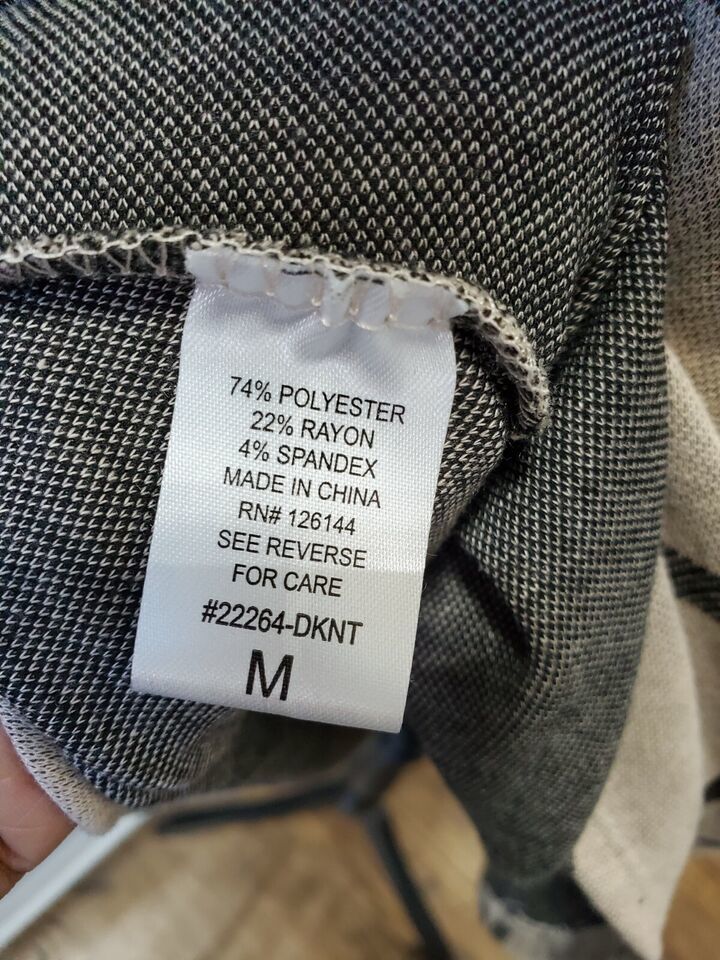 74% POLYESTER
22% RAYON
4% SPANDEX
MADE IN CHINA
RN# 126144
SEE REVERSE
FOR CARE
#22264-DKNT
M